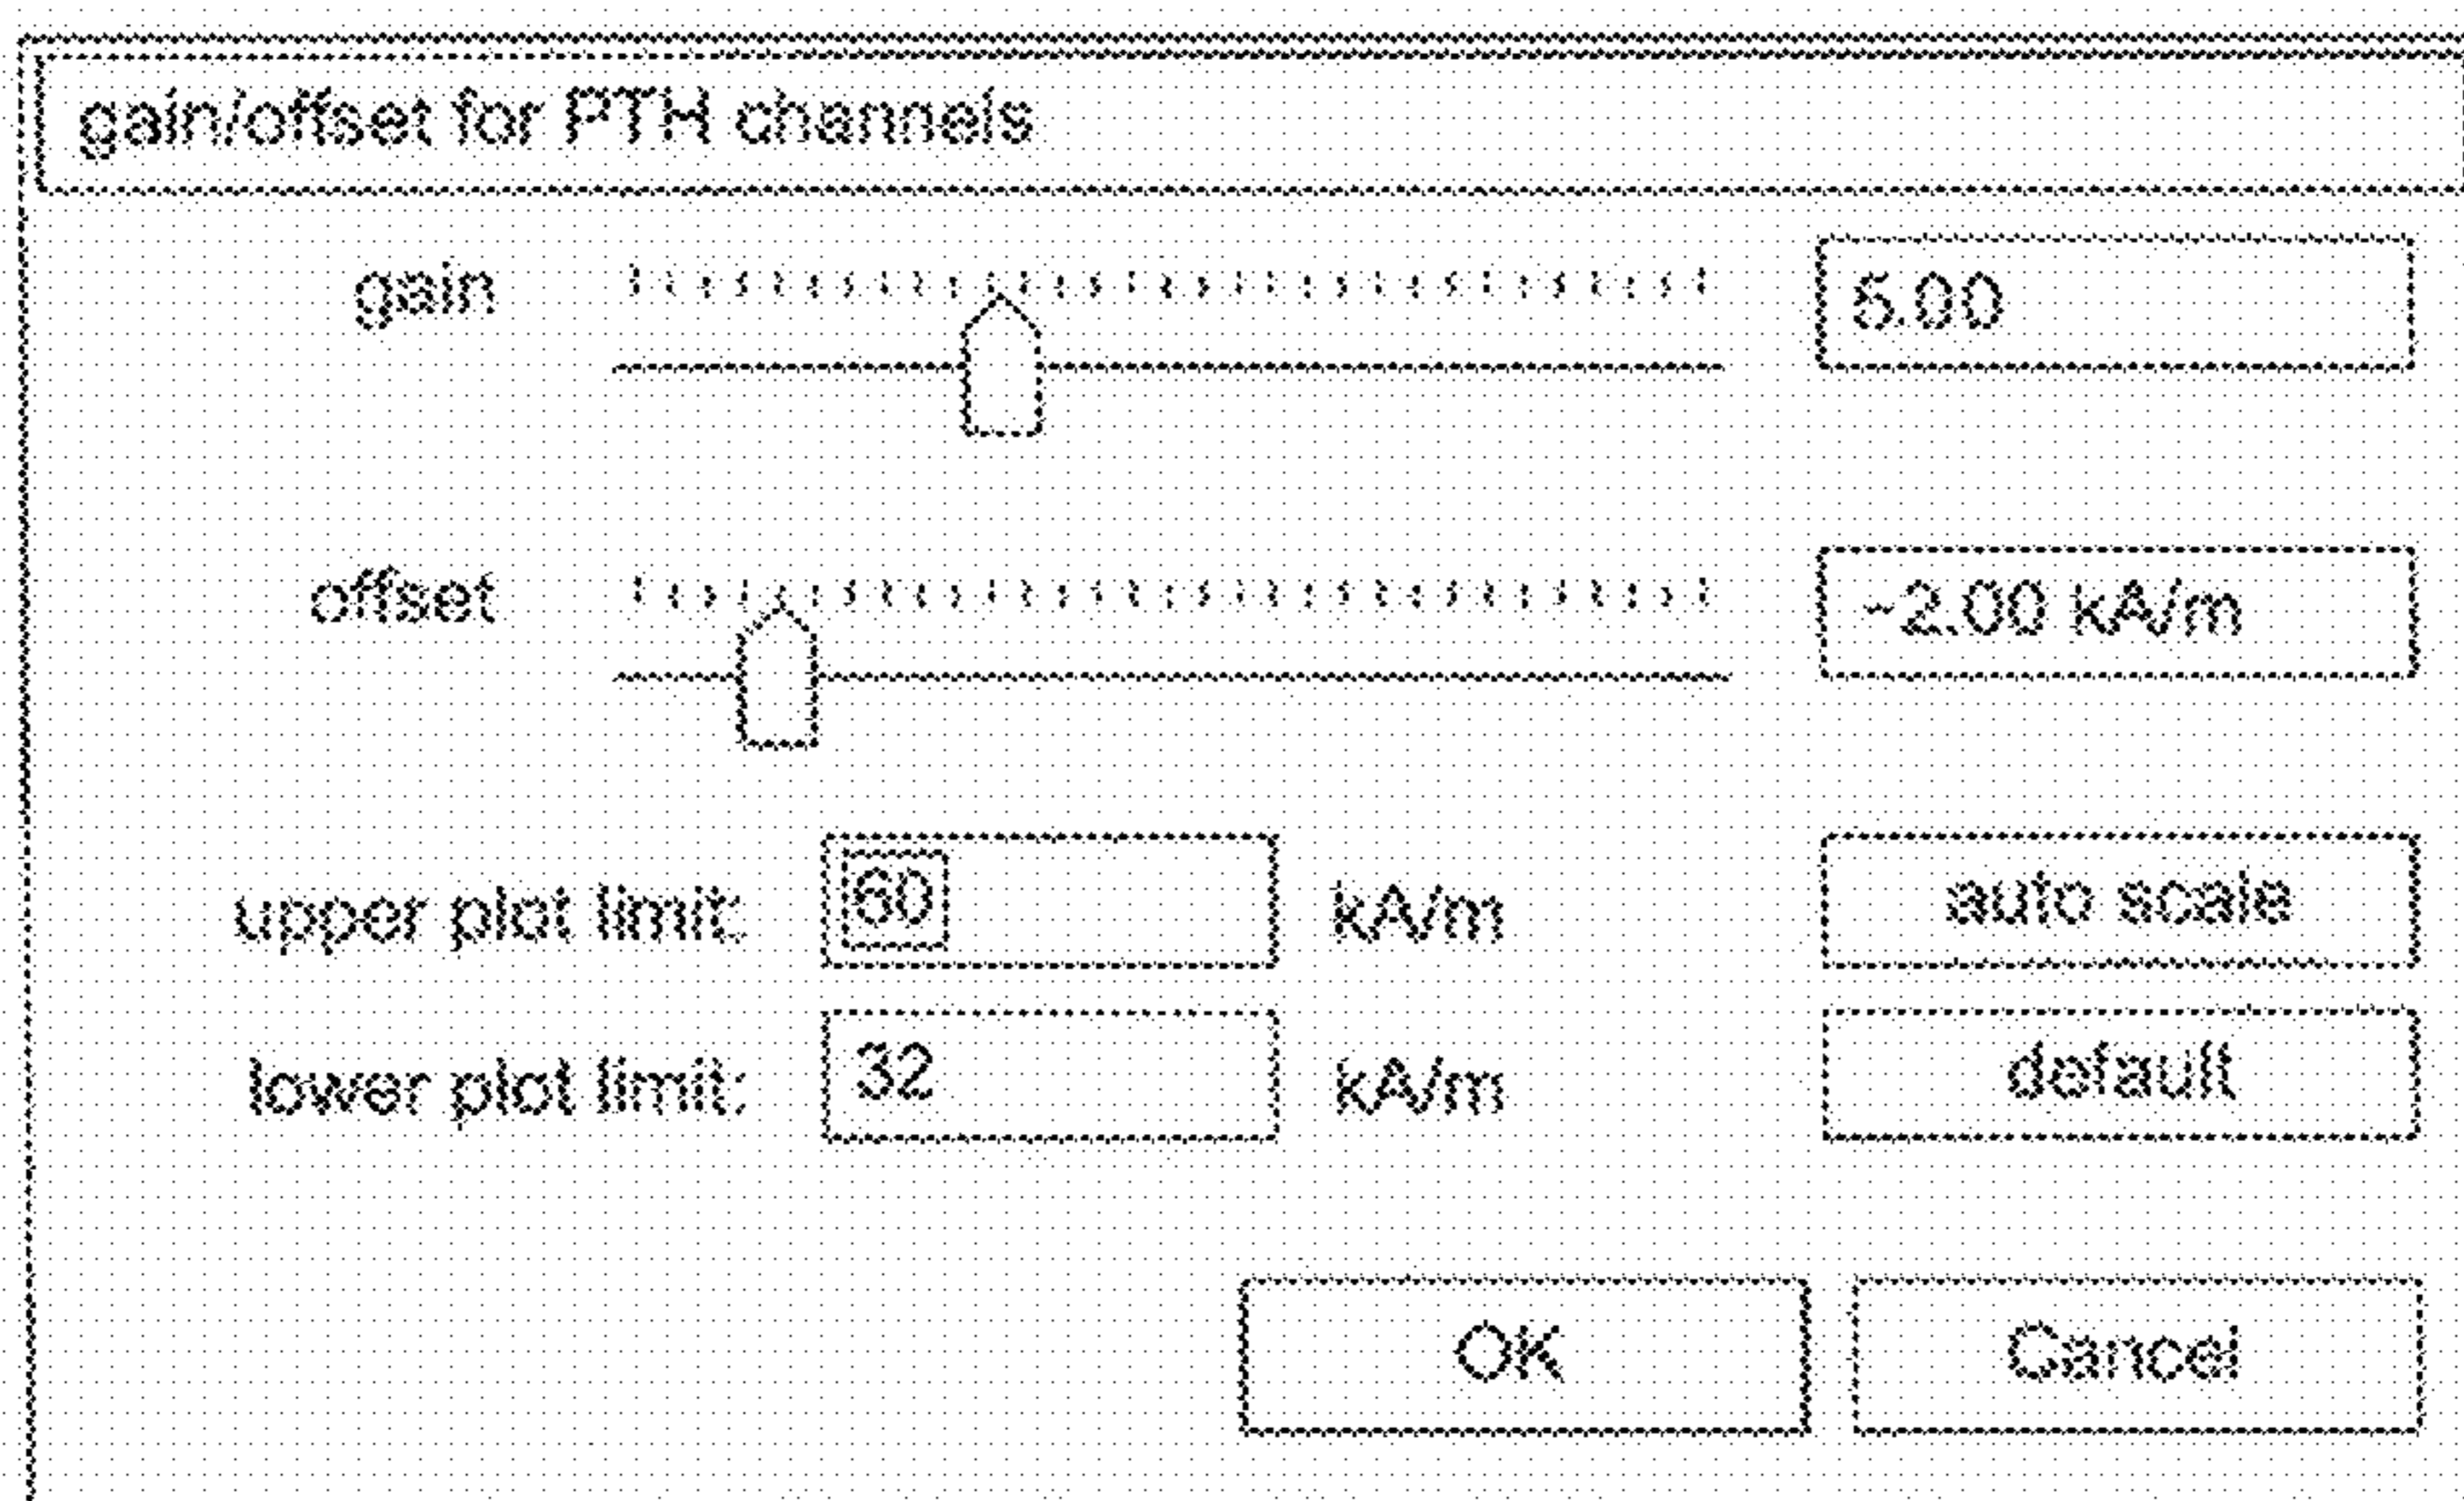 gain/offset for PTH channels
gain 5.00
offset -2.00 kA/m
upper plot limit: 60 kA/m auto scale
lower plot limit: 32 kA/m default
OK Cancel